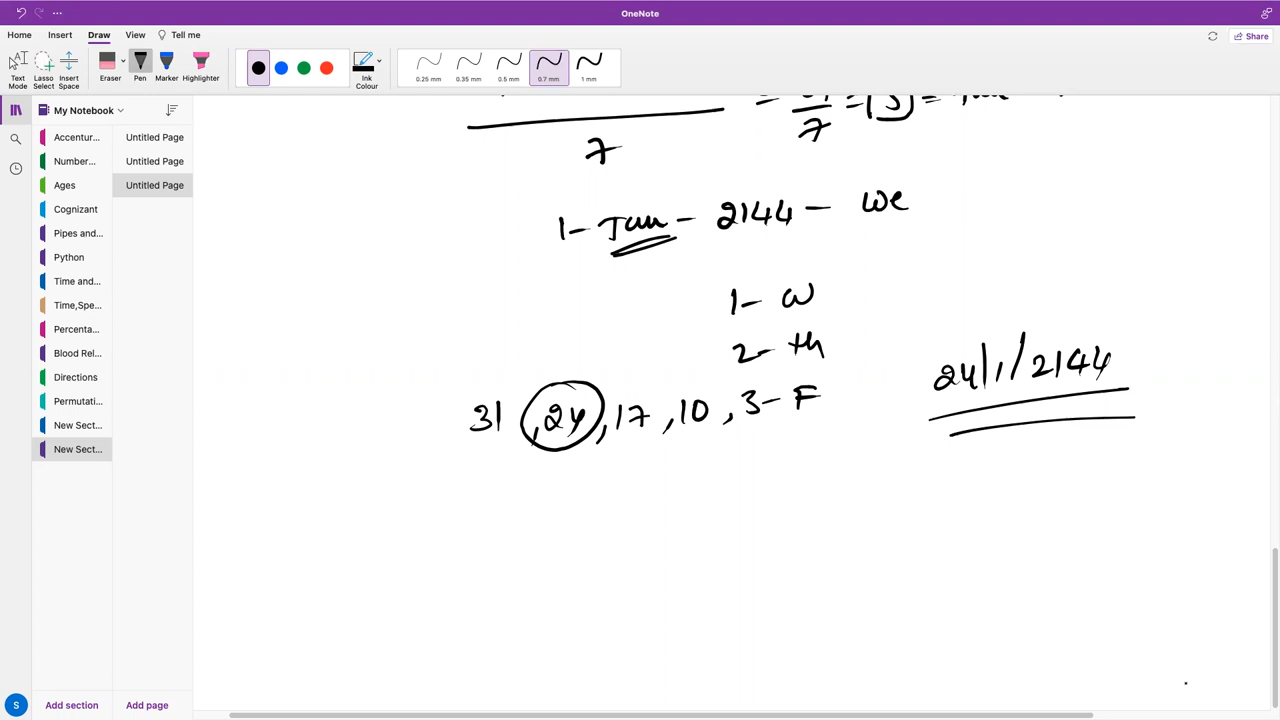 OneNote
Home Insert Draw View Tell me
Share
Text Mode
Lasso Select
Insert Space
Eraser
Pen
Marker
Highlighter
Ink Colour
0.25 mm
0.35 mm
0.5 mm
0.7 mm
1 mm
My Notebook
Accentur...
Number...
Ages
Cognizant
Pipes and...
Python
Time and...
Time,Spe...
Percenta...
Blood Rel...
Directions
Permutati...
New Sect...
New Sect...
Untitled Page
Untitled Page
Untitled Page
7
7
1 - Jan - 2144 - We
1 - W
2 - th
31 , 24 , 17 , 10 , 3 - F
24/1/2144
S
Add section
Add page